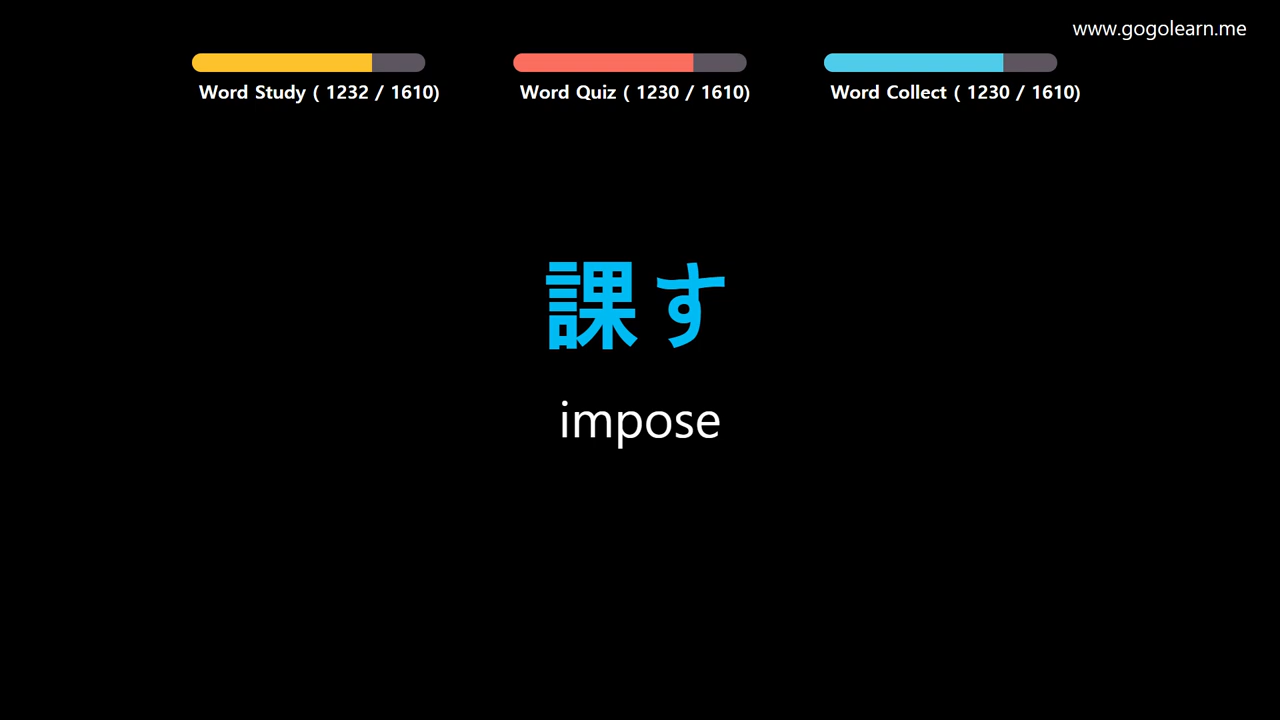 www.gogolearn.me
Word Study ( 1232 / 1610)
Word Quiz ( 1230 / 1610)
Word Collect ( 1230 / 1610)
課す
impose